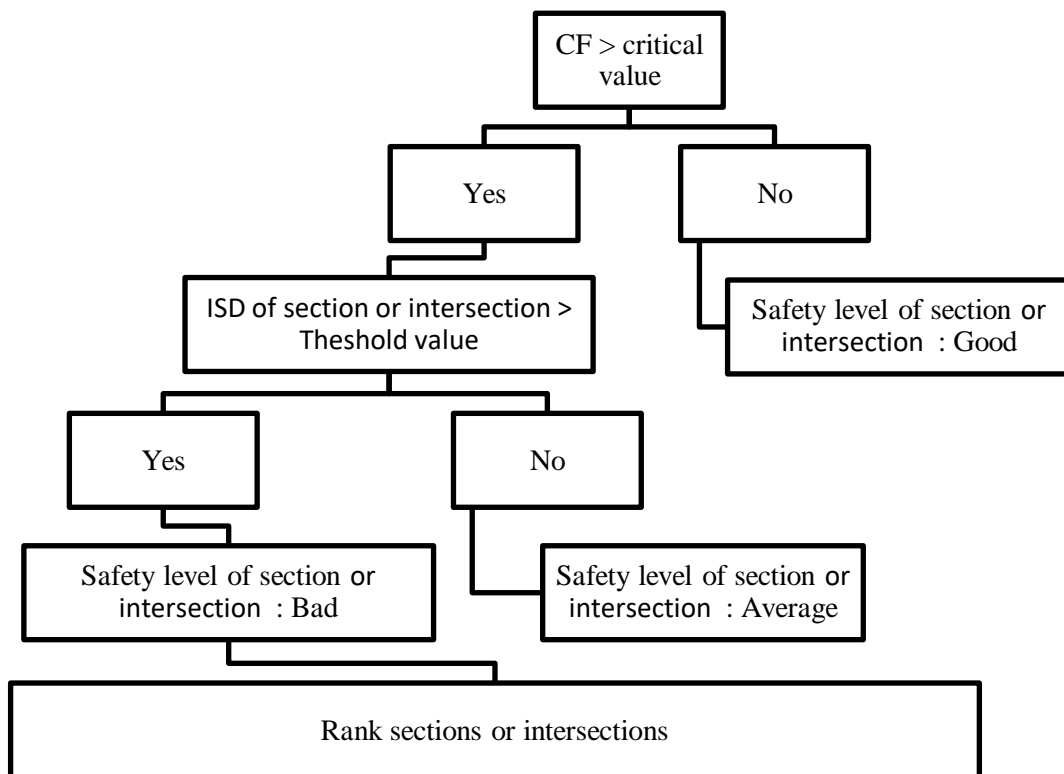 CF > critical
value
Yes
No
ISD of section or intersection >
Theshold value
Safety level of section or
intersection : Good
Yes
No
Safety level of section or
intersection : Bad
Safety level of section or
intersection : Average
Rank sections or intersections